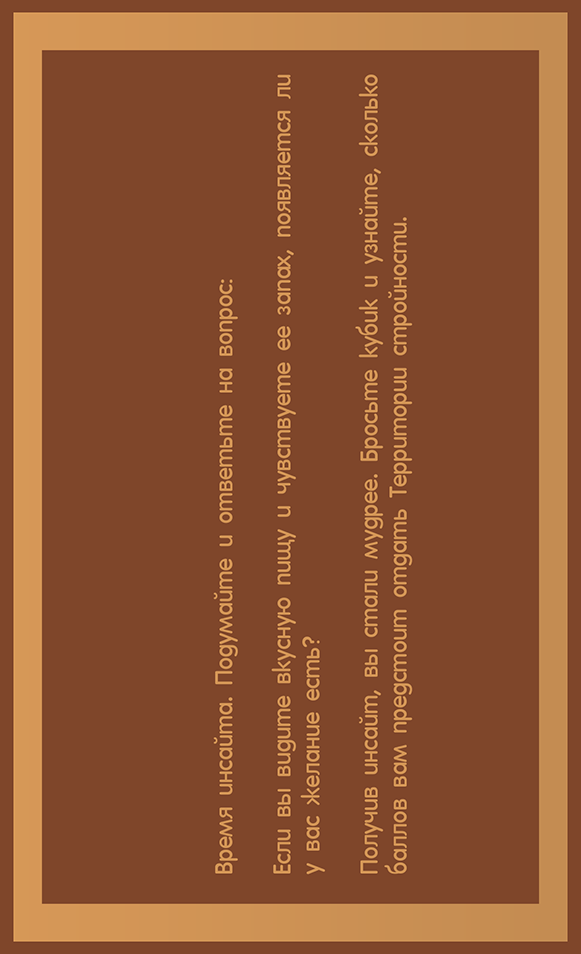 Время инсайта. Подумайте и ответьте на вопрос:
Если вы видите вкусную пищу и чувствуете ее запах, появляется ли
у вас желание есть?
Получив инсайт, вы стали мудрее. Бросьте кубик и узнайте, сколько
баллов вам предстоит отдать Территории стройности.